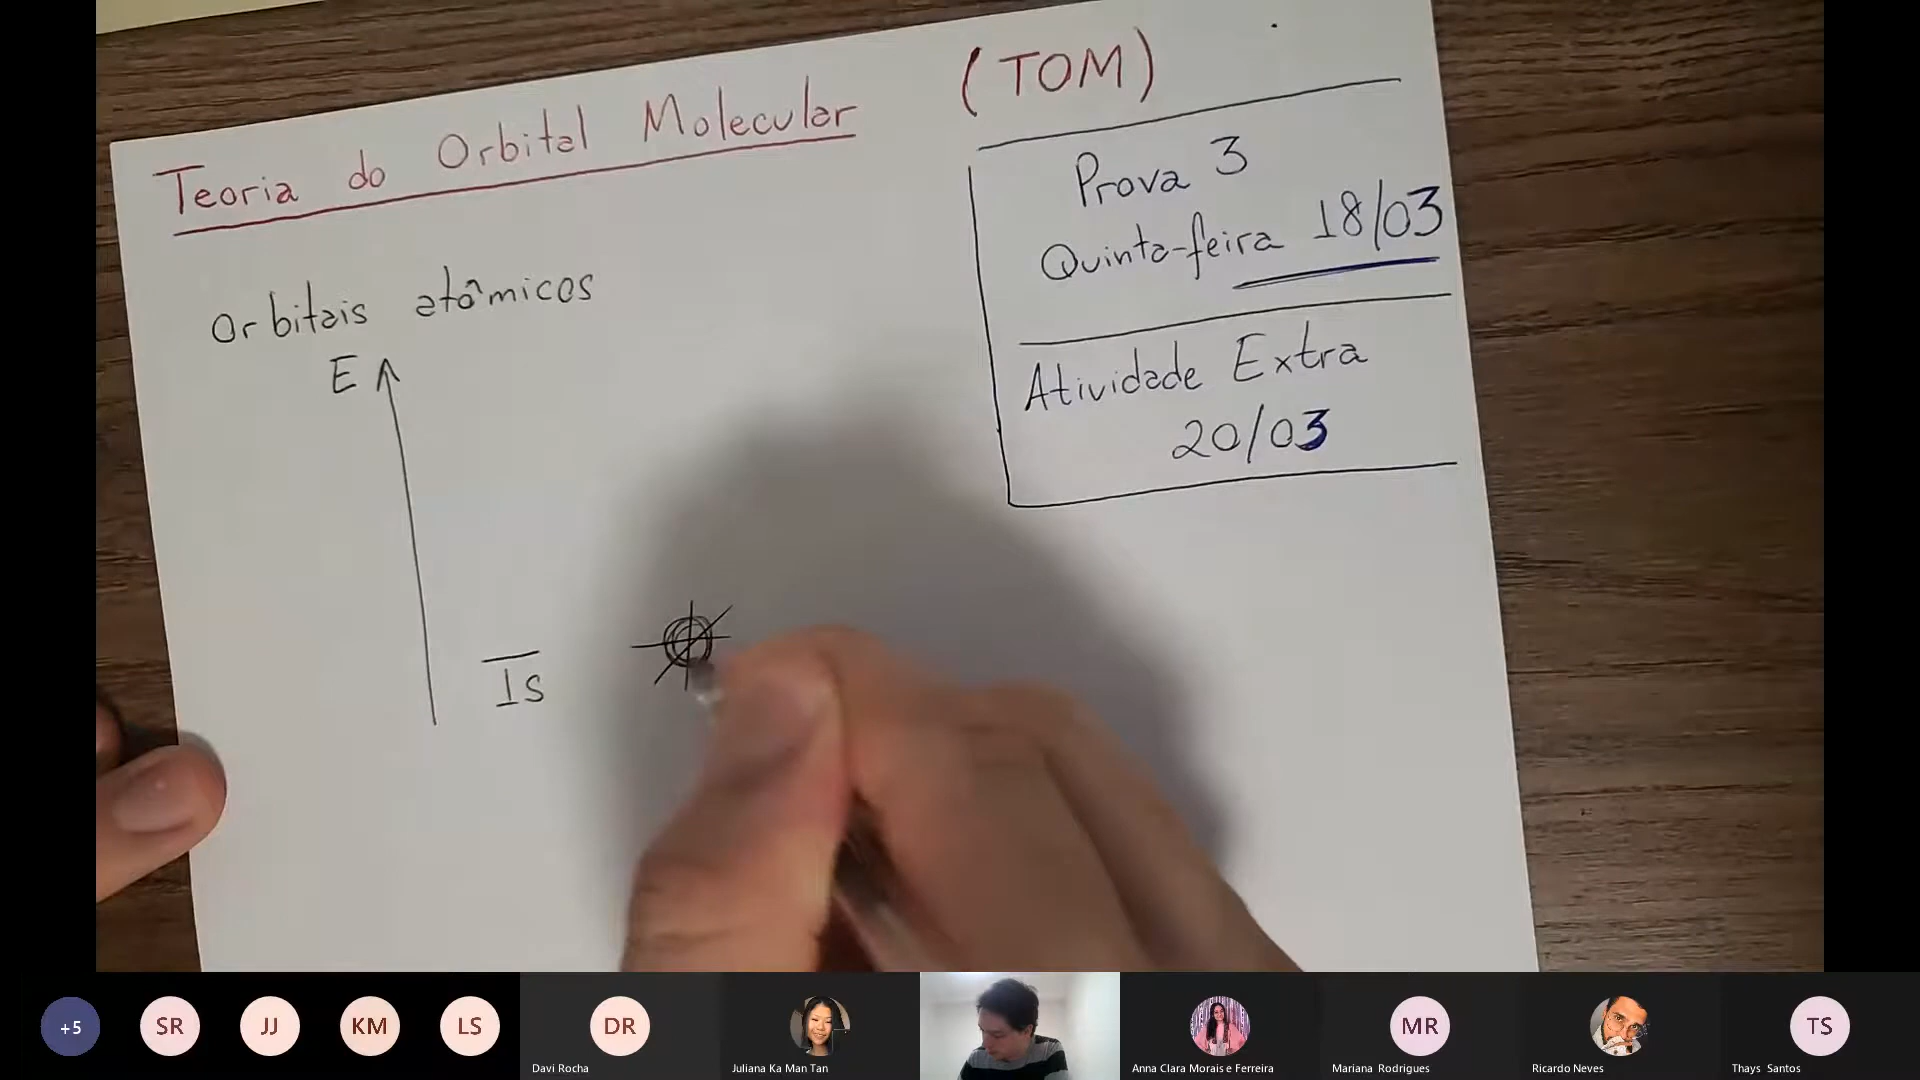 Teoria do Orbital Molecular (TOM)
Prova 3
Quinta-feira 18/03
Atividade Extra
20/03
Orbitais atômicos
E
1s
+5
SR
JJ
KM
LS
DR
Davi Rocha
Juliana Ka Man Tan
Anna Clara Morais e Ferreira
MR
Mariana Rodrigues
Ricardo Neves
TS
Thays Santos